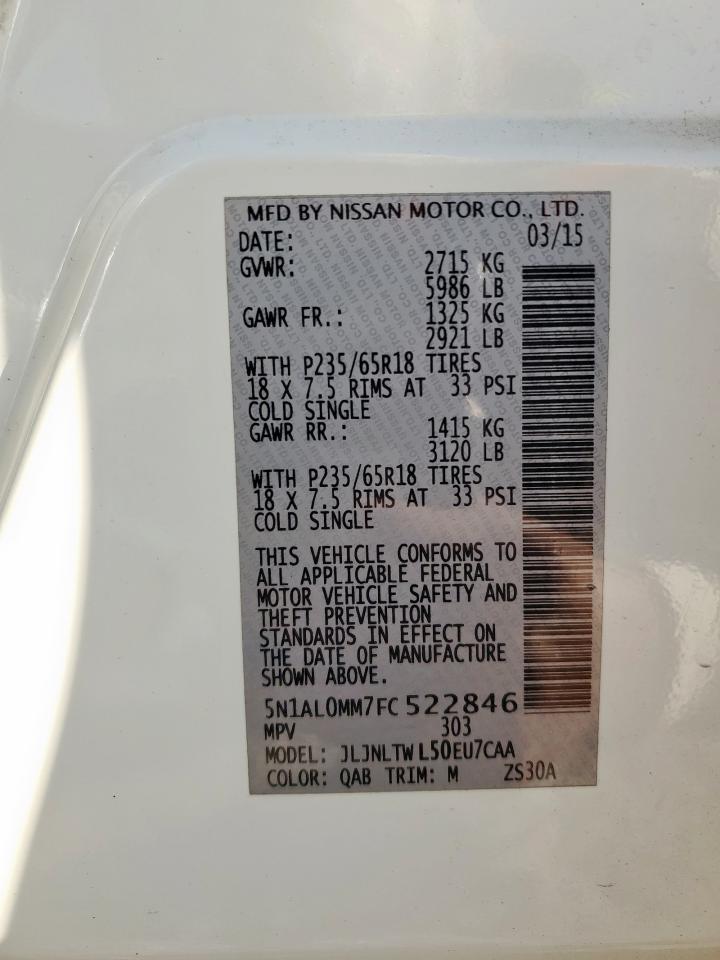 MFD BY NISSAN MOTOR CO., LTD.
DATE: 03/15
GVWR: 2715 KG
5986 LB
GAWR FR.: 1325 KG
2921 LB
WITH P235/65R18 TIRES
18 X 7.5 RIMS AT 33 PSI
COLD SINGLE
GAWR RR.: 1415 KG
3120 LB
WITH P235/65R18 TIRES
18 X 7.5 RIMS AT 33 PSI
COLD SINGLE
THIS VEHICLE CONFORMS TO
ALL APPLICABLE FEDERAL
MOTOR VEHICLE SAFETY AND
THEFT PREVENTION
STANDARDS IN EFFECT ON
THE DATE OF MANUFACTURE
SHOWN ABOVE.
5N1AL0MM7FC 522846
MPV 303
MODEL: JLJNLTW L50EU7CAA
COLOR: QAB TRIM: M ZS30A